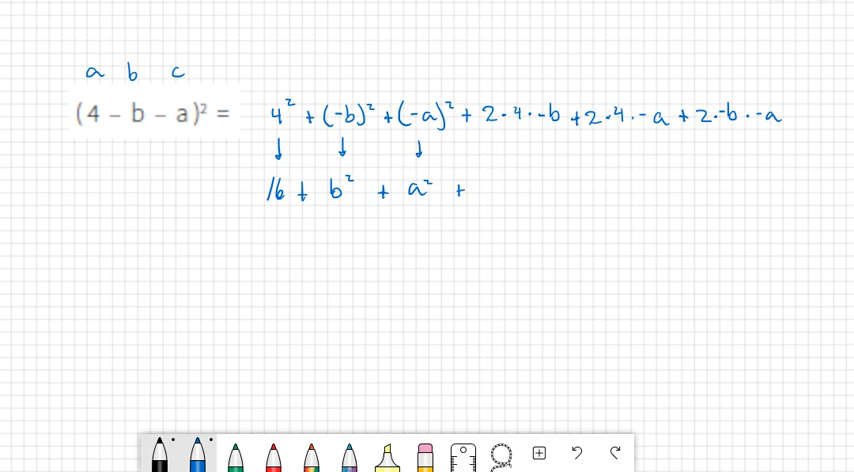 a b c
(4 – b – a)² = 4² + (-b)² + (-a)² + 2·4·-b + 2·4·-a + 2·-b·-a
16 + b² + a² +